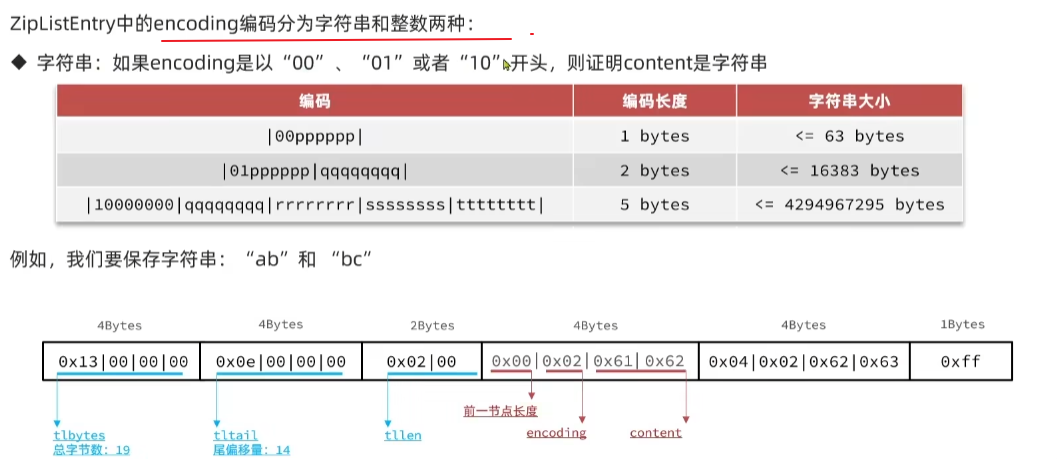 ZipListEntry中的encoding编码分为字符串和整数两种：
◆ 字符串：如果encoding是以“00”、“01”或者“10”开头，则证明content是字符串
编码 编码长度 字符串大小
|00pppppp| 1 bytes <= 63 bytes
|01pppppp|qqqqqqqq| 2 bytes <= 16383 bytes
|10000000|qqqqqqqq|rrrrrrrr|ssssssss|tttttttt| 5 bytes <= 4294967295 bytes
例如，我们要保存字符串：“ab”和 “bc”
4Bytes 4Bytes 2Bytes 4Bytes 4Bytes 1Bytes
0x13|00|00|00 0x0e|00|00|00 0x02|00 0x00|0x02|0x61|0x62 0x04|0x02|0x62|0x63 0xff
前一节点长度
tlbytes tltail tllen encoding content
总字节数：19 尾偏移量：14